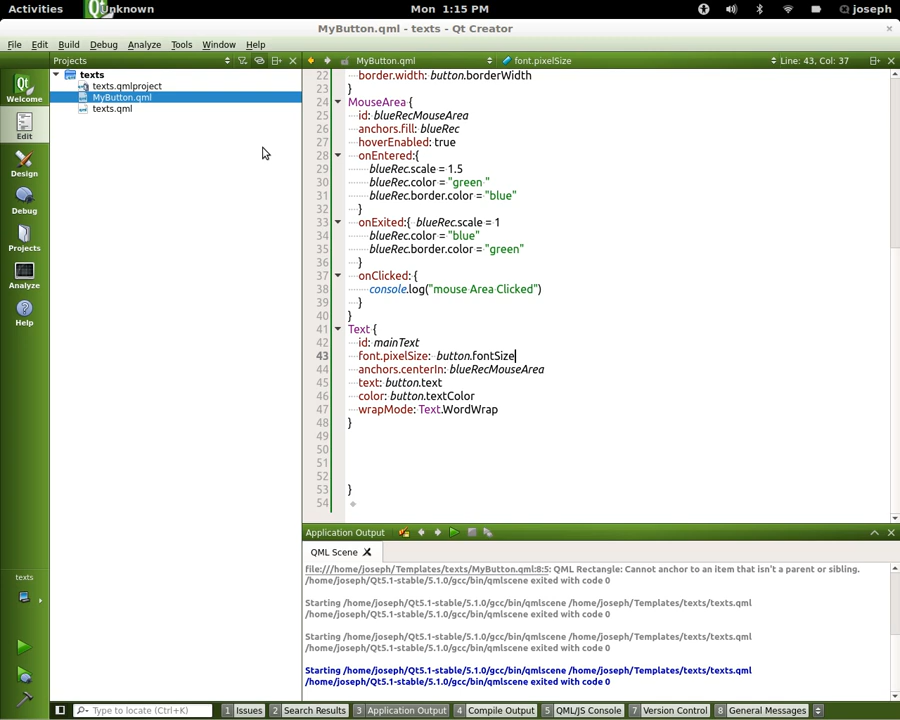 Activities
Unknown
Mon 1:15 PM
joseph
MyButton.qml - texts - Qt Creator
File Edit Build Debug Analyze Tools Window Help
Projects
MyButton.qml
font.pixelSize
Line: 43, Col: 37
texts
texts.qmlproject
MyButton.qml
texts.qml
Welcome
Edit
Design
Debug
Projects
Analyze
Help
texts
22 border.width: button.borderWidth
23 }
24 MouseArea {
25 id: blueRecMouseArea
26 anchors.fill: blueRec
27 hoverEnabled: true
28 onEntered:{
29 blueRec.scale = 1.5
30 blueRec.color = "green "
31 blueRec.border.color = "blue"
32 }
33 onExited:{ blueRec.scale = 1
34 blueRec.color = "blue"
35 blueRec.border.color = "green"
36 }
37 onClicked: {
38 console.log("mouse Area Clicked")
39 }
40 }
41 Text {
42 id: mainText
43 font.pixelSize: button.fontSize
44 anchors.centerIn: blueRecMouseArea
45 text: button.text
46 color: button.textColor
47 wrapMode: Text.WordWrap
48 }
49
50
51
52
53 }
54
Application Output
QML Scene
file:///home/joseph/Templates/texts/MyButton.qml:8:5: QML Rectangle: Cannot anchor to an item that isn't a parent or sibling.
/home/joseph/Qt5.1-stable/5.1.0/gcc/bin/qmlscene exited with code 0
Starting /home/joseph/Qt5.1-stable/5.1.0/gcc/bin/qmlscene /home/joseph/Templates/texts/texts.qml
/home/joseph/Qt5.1-stable/5.1.0/gcc/bin/qmlscene exited with code 0
Starting /home/joseph/Qt5.1-stable/5.1.0/gcc/bin/qmlscene /home/joseph/Templates/texts/texts.qml
/home/joseph/Qt5.1-stable/5.1.0/gcc/bin/qmlscene exited with code 0
Starting /home/joseph/Qt5.1-stable/5.1.0/gcc/bin/qmlscene /home/joseph/Templates/texts/texts.qml
/home/joseph/Qt5.1-stable/5.1.0/gcc/bin/qmlscene exited with code 0
Type to locate (Ctrl+K)
1 Issues
2 Search Results
3 Application Output
4 Compile Output
5 QML/JS Console
7 Version Control
8 General Messages